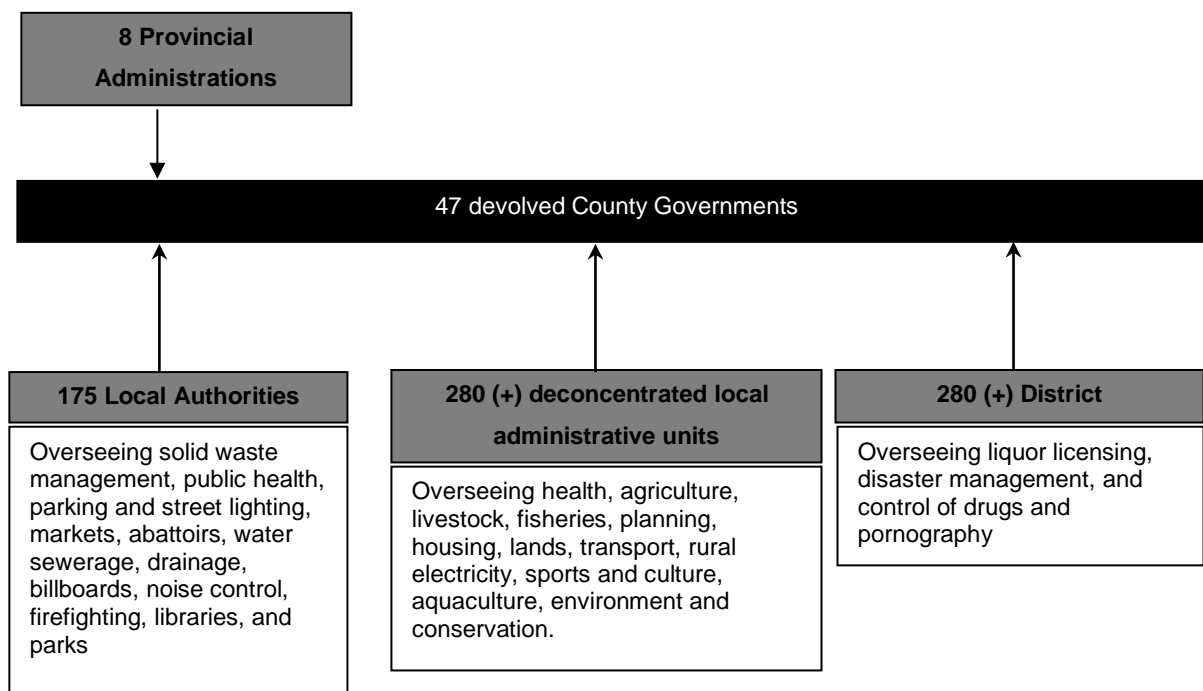 8 Provincial
Administrations
47 devolved County Governments
175 Local Authorities
Overseeing solid waste
management, public health,
parking and street lighting,
markets, abattoirs, water
sewerage, drainage,
billboards, noise control,
firefighting, libraries, and
parks
280 (+) deconcentrated local
administrative units
Overseeing health, agriculture,
livestock, fisheries, planning,
housing, lands, transport, rural
electricity, sports and culture,
aquaculture, environment and
conservation.
280 (+) District
Overseeing liquor licensing,
disaster management, and
control of drugs and
pornography